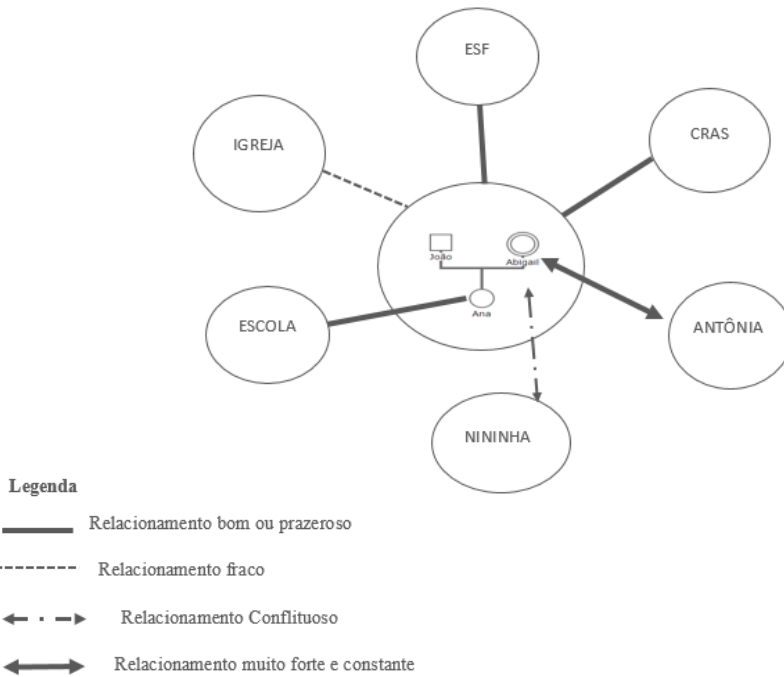 ESF
CRAS
IGREJA
João
Abigail
Ana
ESCOLA
ANTÔNIA
NININHA
Legenda
Relacionamento bom ou prazeroso
Relacionamento fraco
Relacionamento Conflituoso
Relacionamento muito forte e constante